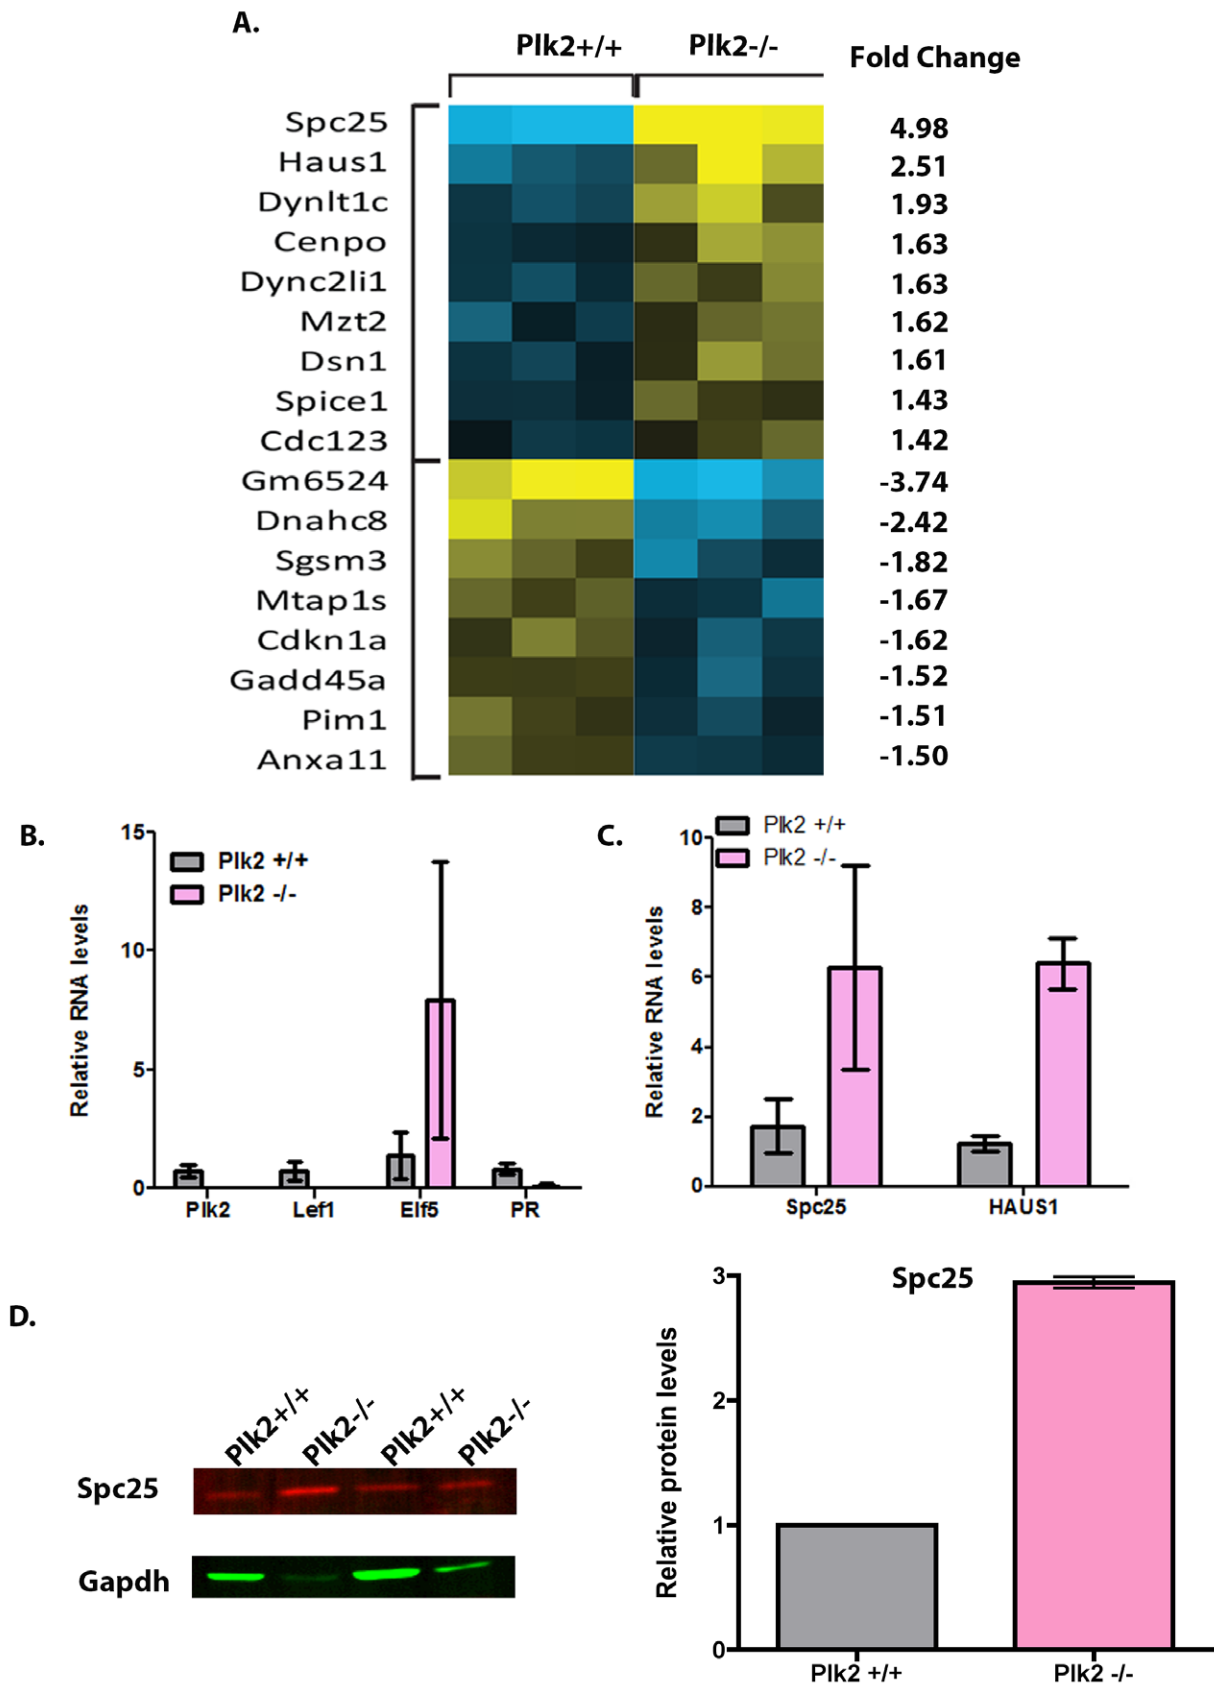 A.
Plk2+/+ Plk2-/- Fold Change
Spc25 4.98
Haus1 2.51
Dynlt1c 1.93
Cenpo 1.63
Dync2li1 1.63
Mzt2 1.62
Dsn1 1.61
Spice1 1.43
Cdc123 1.42
Gm6524 -3.74
Dnahc8 -2.42
Sgsm3 -1.82
Mtap1s -1.67
Cdkn1a -1.62
Gadd45a -1.52
Pim1 -1.51
Anxa11 -1.50
B.
Relative RNA levels
15
10
5
0
Plk2 +/+
Plk2 -/-
Plk2 Lef1 Elf5 PR
C.
Relative RNA levels
10
8
6
4
2
0
Plk2 +/+
Plk2 -/-
Spc25 HAUS1
D.
Plk2+/+ Plk2-/- Plk2+/+ Plk2-/-
Spc25
Gapdh
Spc25
Relative protein levels
3
2
1
0
Plk2 +/+ Plk2 -/-